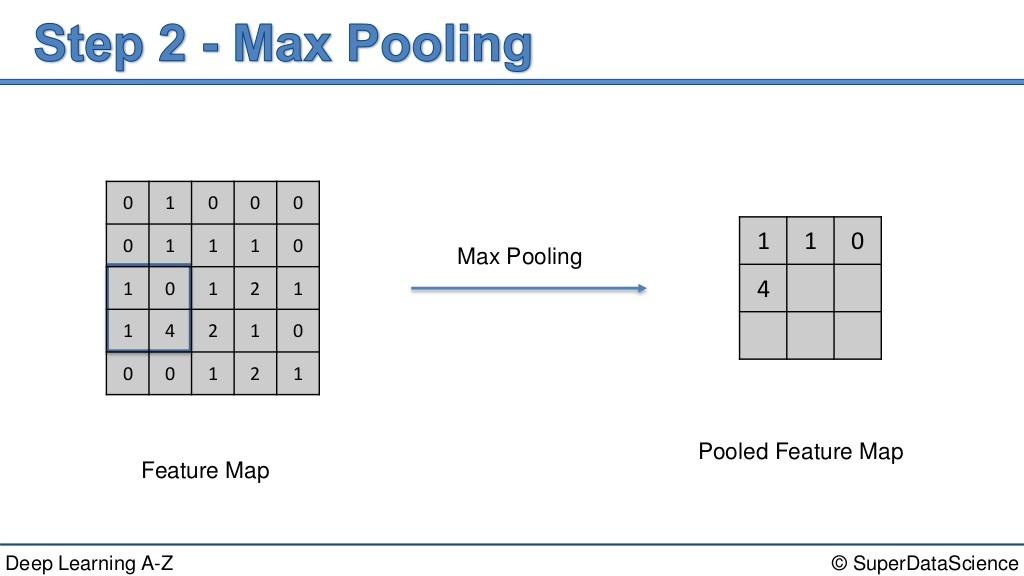 Step 2 - Max Pooling
0 1 0 0 0
0 1 1 1 0
1 0 1 2 1
1 4 2 1 0
0 0 1 2 1
Feature Map
Max Pooling
1 1 0
4
Pooled Feature Map
Deep Learning A-Z
© SuperDataScience